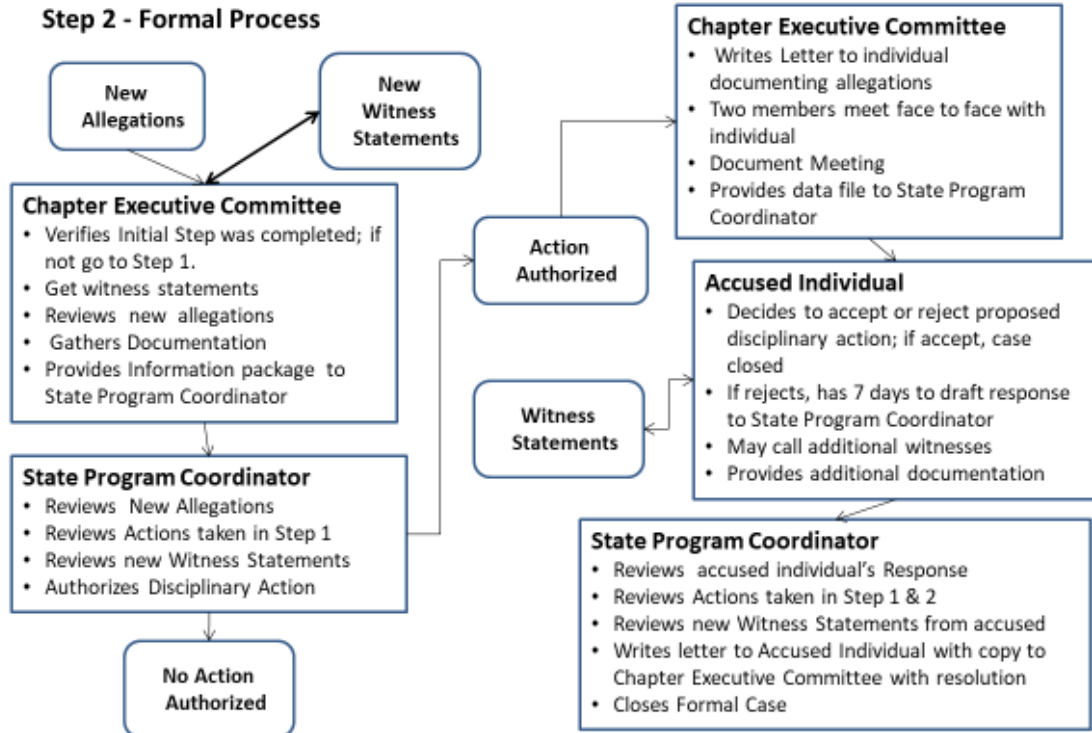 Step 2 - Formal Process
New
Allegations
New
Witness
Statements
Chapter Executive Committee
• Verifies Initial Step was completed; if
not go to Step 1.
• Get witness statements
• Reviews new allegations
• Gathers Documentation
• Provides Information package to
State Program Coordinator
State Program Coordinator
• Reviews New Allegations
• Reviews Actions taken in Step 1
• Reviews new Witness Statements
• Authorizes Disciplinary Action
No Action
Authorized
Action
Authorized
Chapter Executive Committee
• Writes Letter to individual
documenting allegations
• Two members meet face to face with
individual
• Document Meeting
• Provides data file to State Program
Coordinator
Accused Individual
• Decides to accept or reject proposed
disciplinary action; if accept, case
closed
• If rejects, has 7 days to draft response
to State Program Coordinator
• May call additional witnesses
• Provides additional documentation
Witness
Statements
State Program Coordinator
• Reviews accused individual's Response
• Reviews Actions taken in Step 1 & 2
• Reviews new Witness Statements from accused
• Writes letter to Accused Individual with copy to
Chapter Executive Committee with resolution
• Closes Formal Case